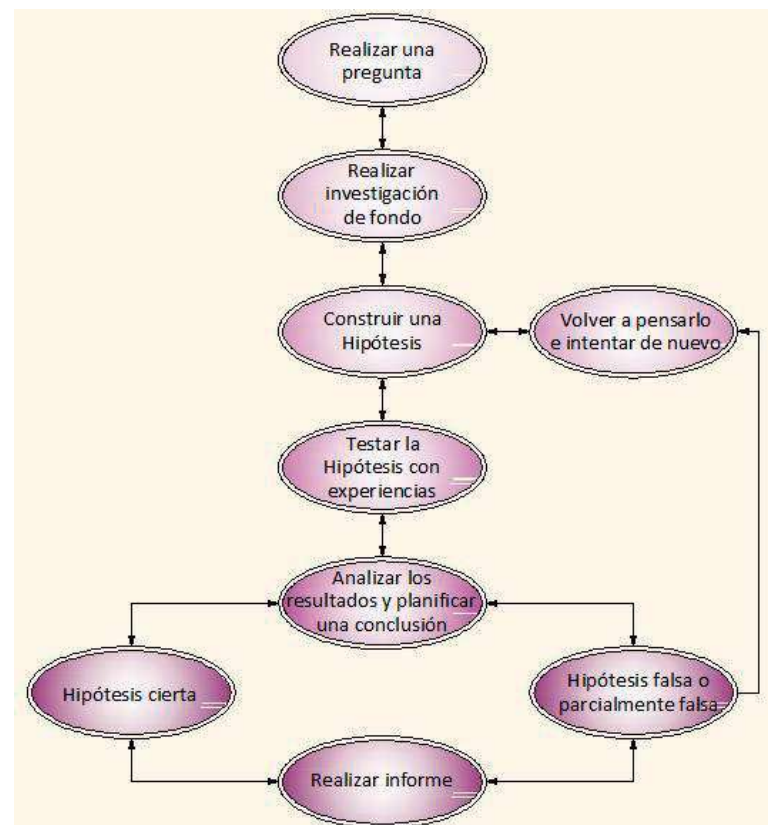 Realizar una
pregunta
Realizar
investigación
de fondo
Construir una
Hipótesis
Volver a pensarlo
e intentar de nuevo
Testar la
Hipótesis con
experiencias
Analizar los
resultados y planificar
una conclusión
Hipótesis cierta
Hipótesis falsa o
parcialmente falsa
Realizar informe